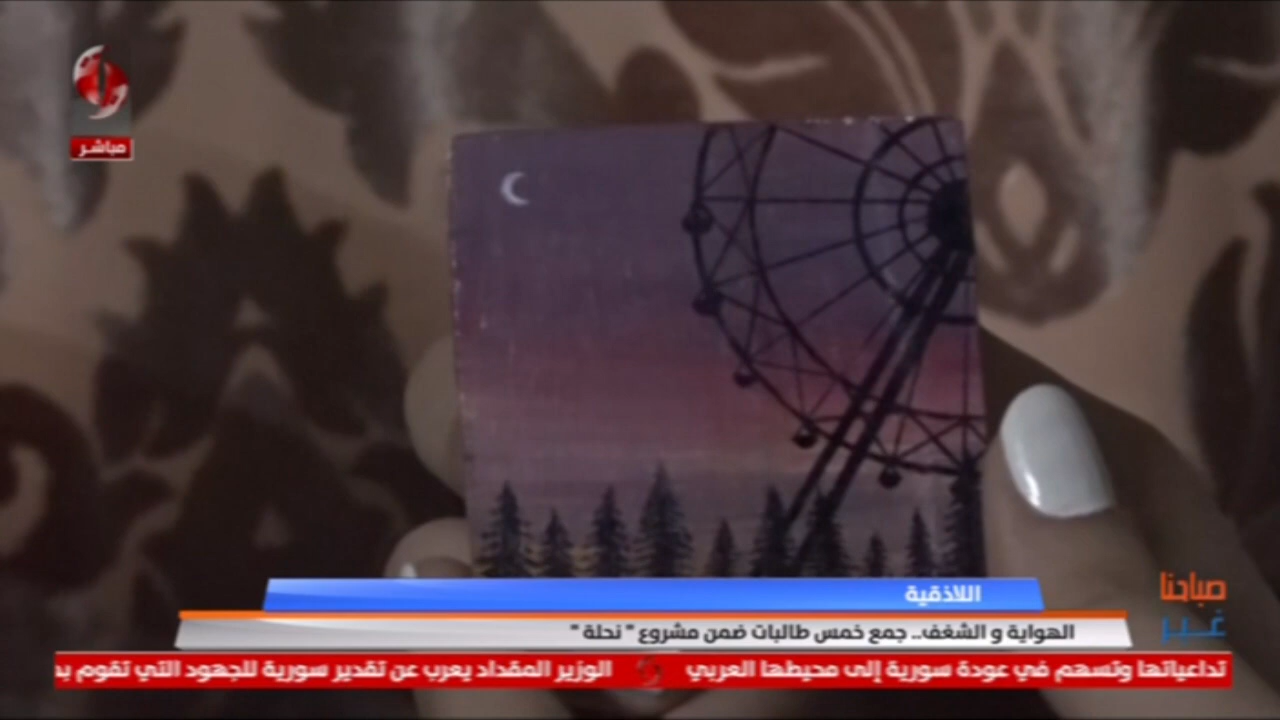 مباشر
اللاذقية
صباحنا
غير
الهواية و الشغف.. جمع خمس طالبات ضمن مشروع " نحلة "
تداعياتها وتسهم في عودة سورية إلى محيطها العربي الوزير المقداد يعرب عن تقدير سورية للجهود التي تقوم بها